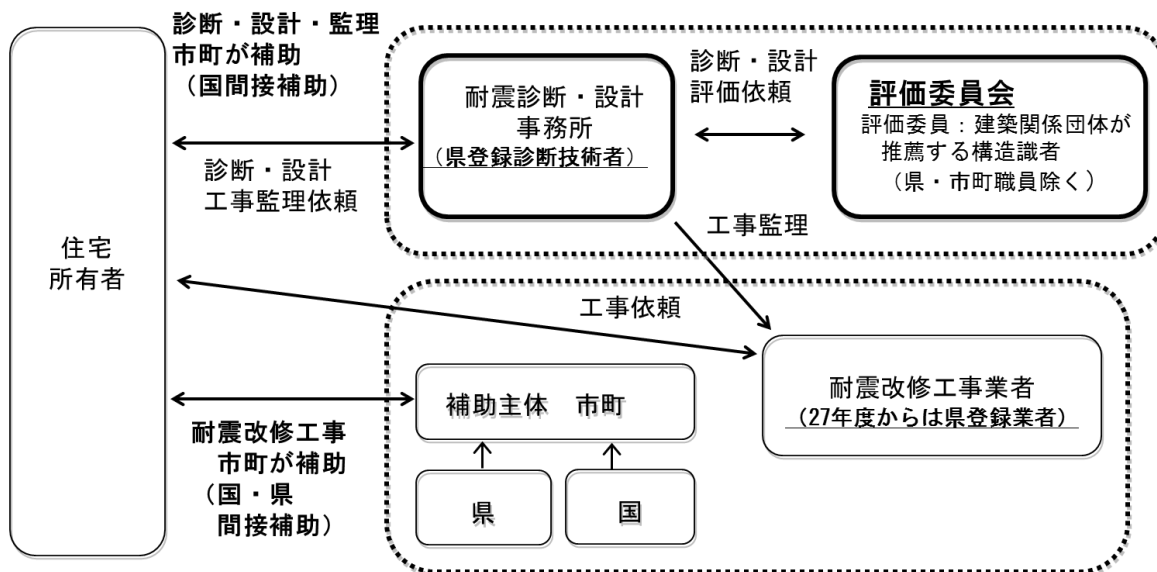 診断・設計・監理
市町が補助
（国間接補助）
診断・設計
工事監理依頼
耐震診断・設計
事務所
（県登録診断技術者）
診断・設計
評価依頼
評価委員会
評価委員：建築関係団体が
推薦する構造識者
（県・市町職員除く）
工事監理
住宅
所有者
工事依頼
耐震改修工事業者
（27年度からは県登録業者）
補助主体　市町
県
国
耐震改修工事
市町が補助
（国・県
間接補助）